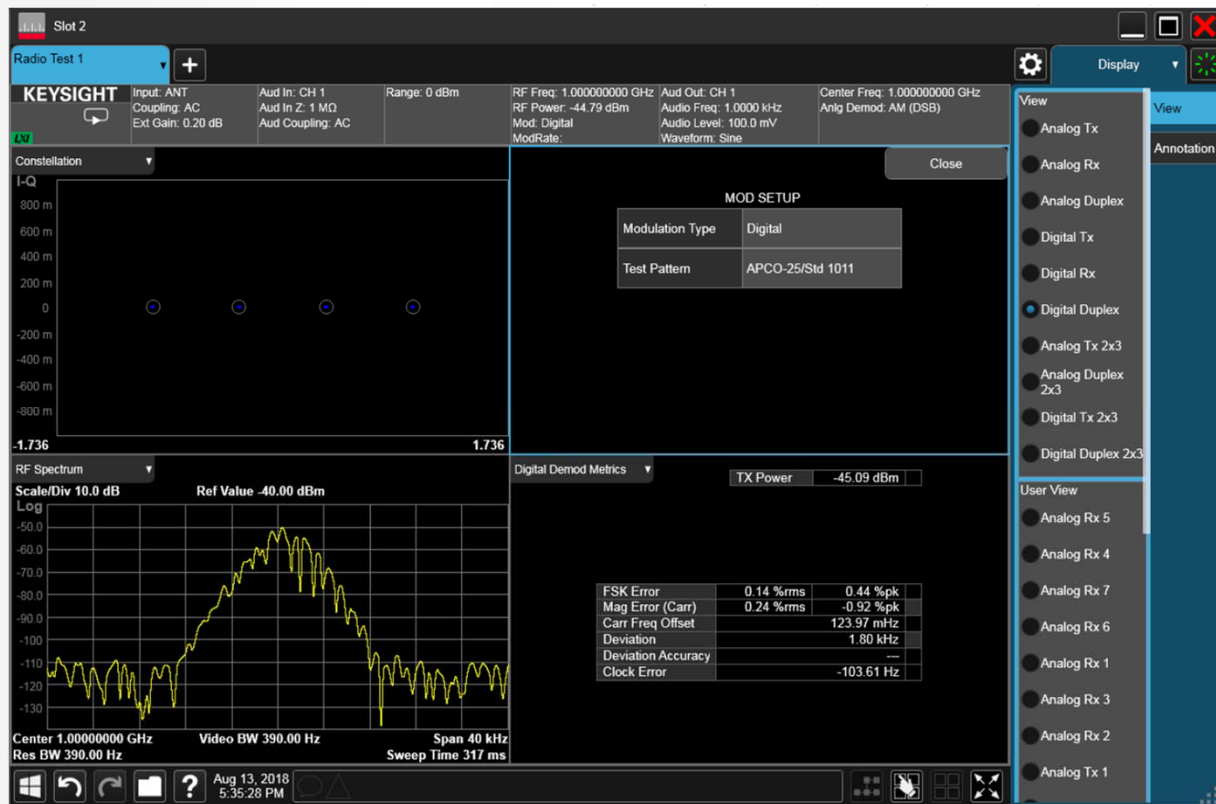 Slot 2
Radio Test 1
Display
KEYSIGHT
LXI
Input: ANT
Coupling: AC
Ext Gain: 0.20 dB
Aud In: CH 1
Aud In Z: 1 MΩ
Aud Coupling: AC
Range: 0 dBm
RF Freq: 1.000000000 GHz
RF Power: -44.79 dBm
Mod: Digital
ModRate:
Aud Out: CH 1
Audio Freq: 1.0000 kHz
Audio Level: 100.0 mV
Waveform: Sine
Center Freq: 1.000000000 GHz
Anlg Demod: AM (DSB)
Constellation
I-Q
800 m
600 m
400 m
200 m
0
-200 m
-400 m
-600 m
-800 m
-1.736
1.736
Close
MOD SETUP
Modulation Type Digital
Test Pattern APCO-25/Std 1011
RF Spectrum
Scale/Div 10.0 dB
Ref Value -40.00 dBm
Log
-50.0
-60.0
-70.0
-80.0
-90.0
-100
-110
-120
-130
Center 1.00000000 GHz
Video BW 390.00 Hz
Span 40 kHz
Res BW 390.00 Hz
Sweep Time 317 ms
Digital Demod Metrics
TX Power -45.09 dBm
FSK Error 0.14 %rms 0.44 %pk
Mag Error (Carr) 0.24 %rms -0.92 %pk
Carr Freq Offset 123.97 mHz
Deviation 1.80 kHz
Deviation Accuracy ---
Clock Error -103.61 Hz
View
Analog Tx
Analog Rx
Analog Duplex
Digital Tx
Digital Rx
Digital Duplex
Analog Tx 2x3
Analog Duplex
2x3
Digital Tx 2x3
Digital Duplex 2x3
User View
Analog Rx 5
Analog Rx 4
Analog Rx 7
Analog Rx 6
Analog Rx 1
Analog Rx 3
Analog Rx 2
Analog Tx 1
View
Annotation
?
Aug 13, 2018
5:35:28 PM